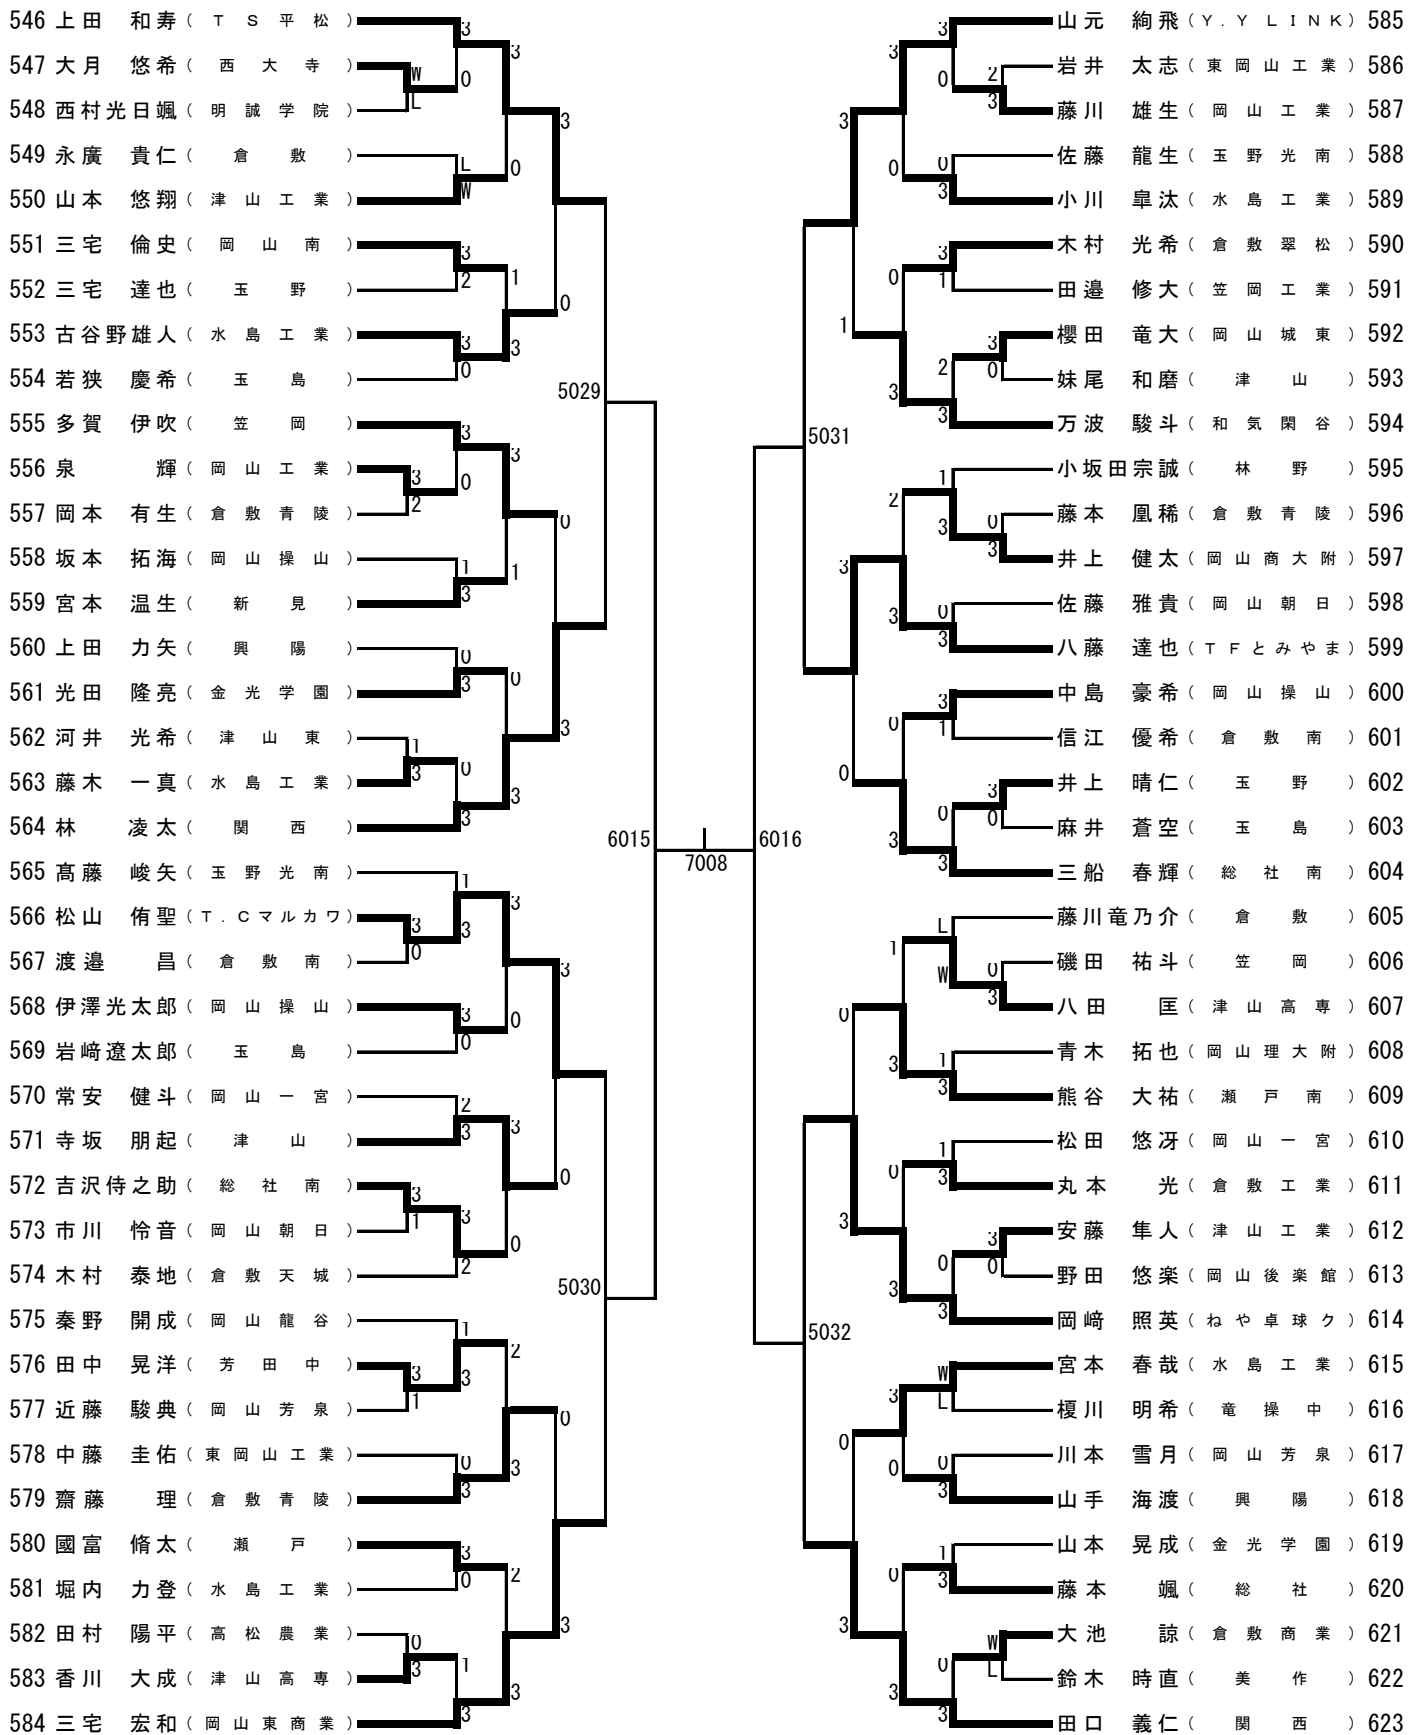 546 上田 和寿 ( T S 平松 )
547 大月 悠希 ( 西大寺 )
548 西村光日颯 ( 明誠学院 )
549 永廣 貴仁 ( 倉敷 )
550 山本 悠翔 ( 津山工業 )
551 三宅 倫史 ( 岡山南 )
552 三宅 達也 ( 玉野 )
553 古谷野雄人 ( 水島工業 )
554 若狭 慶希 ( 玉島 )
555 多賀 伊吹 ( 笠岡 )
556 泉 輝 ( 岡山工業 )
557 岡本 有生 ( 倉敷青陵 )
558 坂本 拓海 ( 岡山操山 )
559 宮本 温生 ( 新見 )
560 上田 力矢 ( 興陽 )
561 光田 隆亮 ( 金光学園 )
562 河井 光希 ( 津山東 )
563 藤木 一真 ( 水島工業 )
564 林 凌太 ( 関西 )
565 髙藤 峻矢 ( 玉野光南 )
566 松山 侑聖 ( T.Cマルカワ )
567 渡邉 昌 ( 倉敷南 )
568 伊澤光太郎 ( 岡山操山 )
569 岩﨑遼太郎 ( 玉島 )
570 常安 健斗 ( 岡山一宮 )
571 寺坂 朋起 ( 津山 )
572 吉沢侍之助 ( 総社南 )
573 市川 怜音 ( 岡山朝日 )
574 木村 泰地 ( 倉敷天城 )
575 秦野 開成 ( 岡山龍谷 )
576 田中 晃洋 ( 芳田中 )
577 近藤 駿典 ( 岡山芳泉 )
578 中藤 圭佑 ( 東岡山工業 )
579 齋藤 理 ( 倉敷青陵 )
580 國富 脩太 ( 瀬戸 )
581 堀内 力登 ( 水島工業 )
582 田村 陽平 ( 高松農業 )
583 香川 大成 ( 津山高専 )
584 三宅 宏和 ( 岡山東商業 )
5029
5030
6015
7008
6016
5031
5032
山元 絢飛 ( Y.Y LINK ) 585
岩井 太志 ( 東岡山工業 ) 586
藤川 雄生 ( 岡山工業 ) 587
佐藤 龍生 ( 玉野光南 ) 588
小川 皐汰 ( 水島工業 ) 589
木村 光希 ( 倉敷翠松 ) 590
田邉 修大 ( 笠岡工業 ) 591
櫻田 竜大 ( 岡山城東 ) 592
妹尾 和磨 ( 津山 ) 593
万波 駿斗 ( 和気閑谷 ) 594
小坂田宗誠 ( 林野 ) 595
藤本 凰稀 ( 倉敷青陵 ) 596
井上 健太 ( 岡山商大附 ) 597
佐藤 雅貴 ( 岡山朝日 ) 598
八藤 達也 ( TFとみやま ) 599
中島 豪希 ( 岡山操山 ) 600
信江 優希 ( 倉敷南 ) 601
井上 晴仁 ( 玉野 ) 602
麻井 蒼空 ( 玉島 ) 603
三船 春輝 ( 総社南 ) 604
藤川竜乃介 ( 倉敷 ) 605
磯田 祐斗 ( 笠岡 ) 606
八田 匡 ( 津山高専 ) 607
青木 拓也 ( 岡山理大附 ) 608
熊谷 大祐 ( 瀬戸南 ) 609
松田 悠冴 ( 岡山一宮 ) 610
丸本 光 ( 倉敷工業 ) 611
安藤 隼人 ( 津山工業 ) 612
野田 悠楽 ( 岡山後楽館 ) 613
岡﨑 照英 ( ねや卓球ク ) 614
宮本 春哉 ( 水島工業 ) 615
榎川 明希 ( 竜操中 ) 616
川本 雪月 ( 岡山芳泉 ) 617
山手 海渡 ( 興陽 ) 618
山本 晃成 ( 金光学園 ) 619
藤本 颯 ( 総社 ) 620
大池 諒 ( 倉敷商業 ) 621
鈴木 時直 ( 美作 ) 622
田口 義仁 ( 関西 ) 623